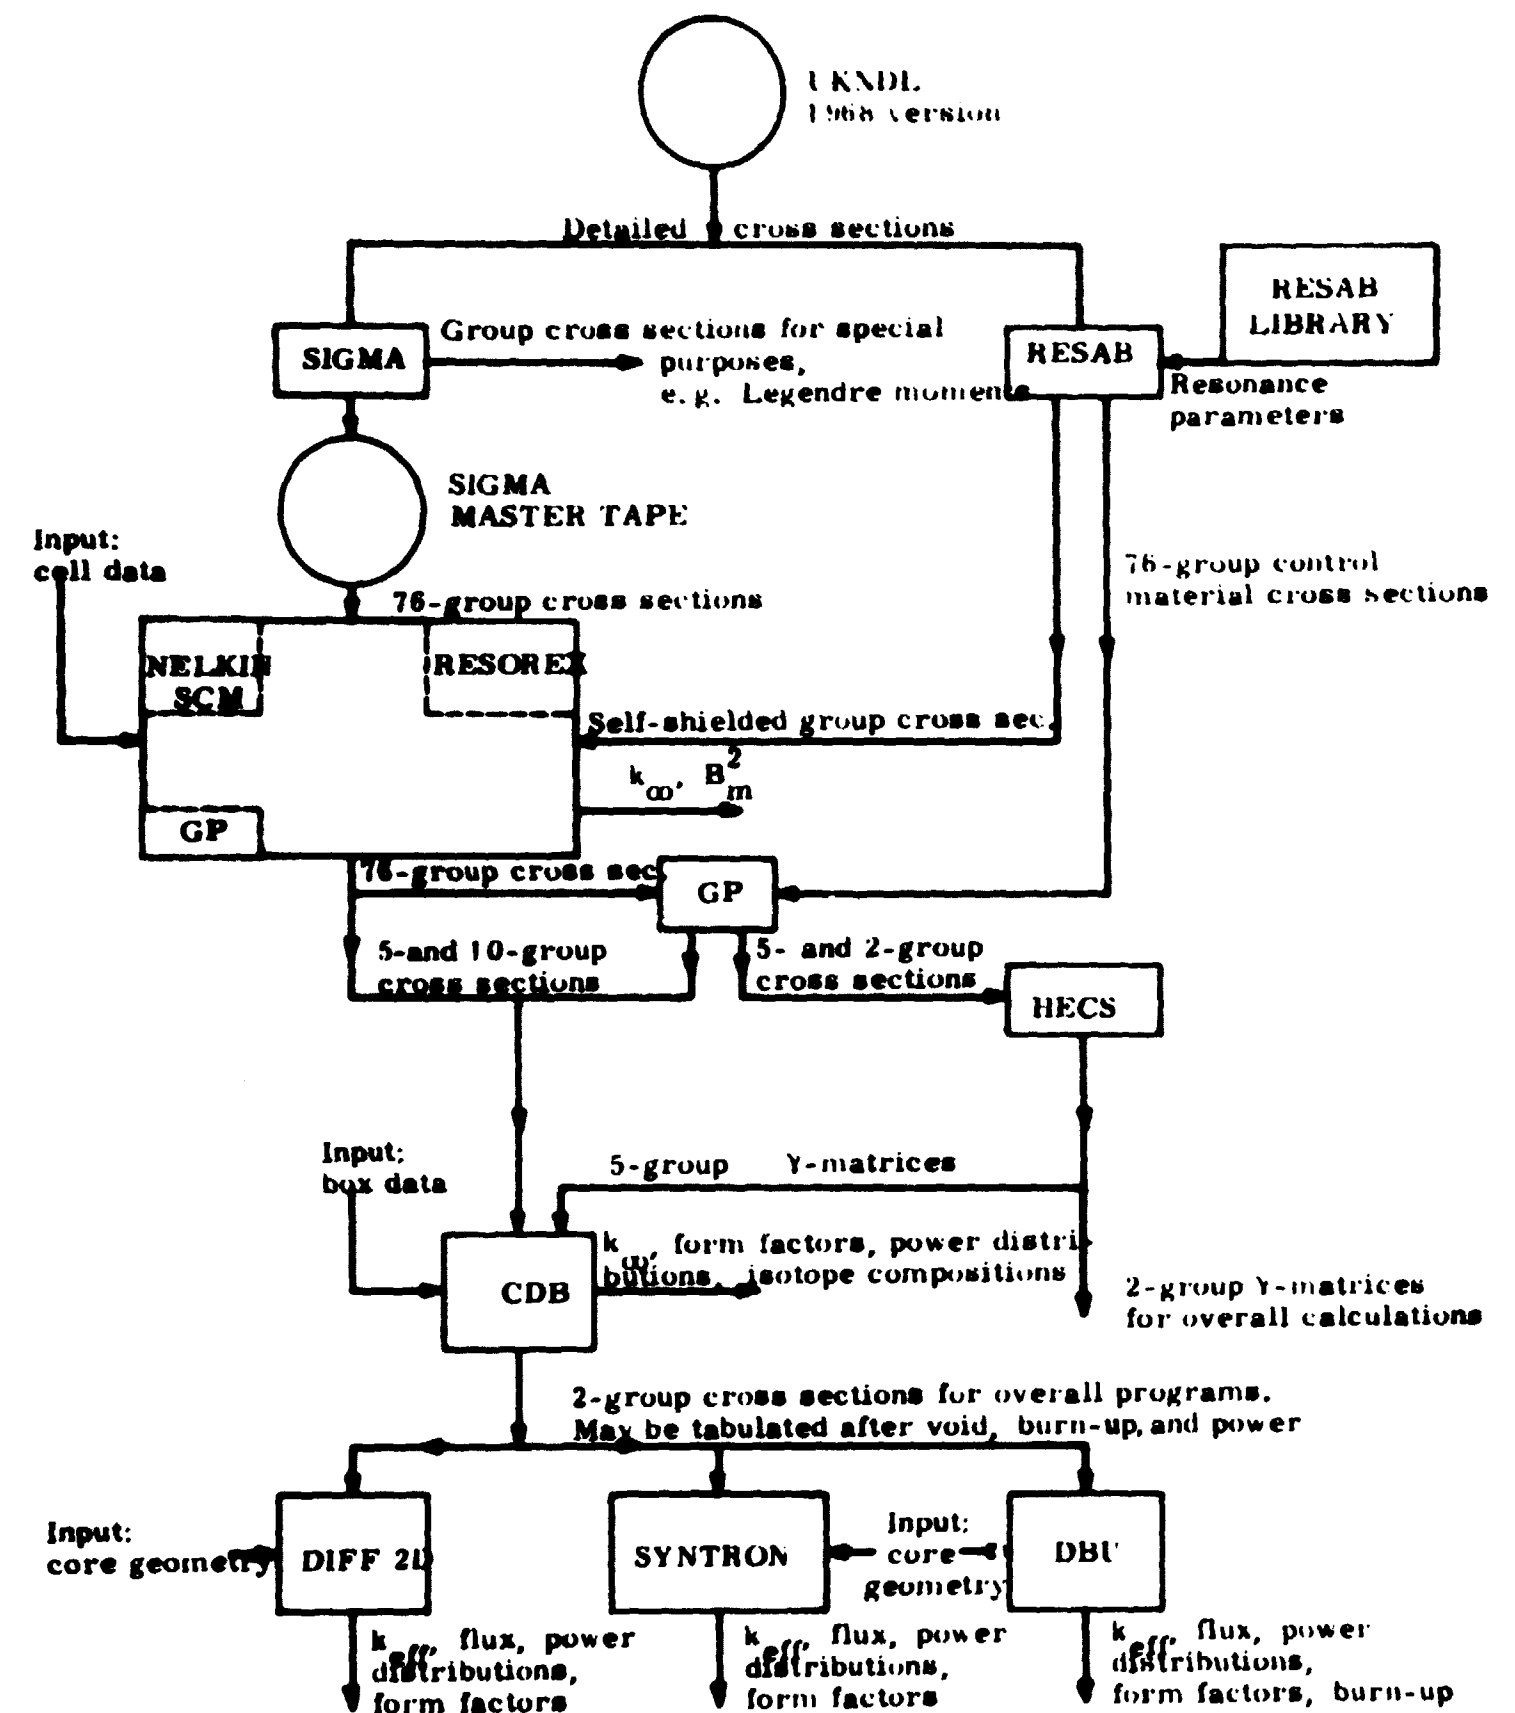 UKNDL
1968 version
Detailed cross sections
RESAB
LIBRARY
Group cross sections for special
purposes,
e.g. Legendre moments
SIGMA
RESAB
Resonance
parameters
SIGMA
MASTER TAPE
Input:
cell data
76-group control
material cross sections
76-group cross sections
NELKIN
SCM
RESOREX
Self-shielded group cross sec.
k∞, B²m
GP
76-group cross sec.
GP
5-and 10-group
cross sections
5- and 2-group
cross sections
HECS
Input:
box data
5-group Y-matrices
k∞, form factors, power distri-
butions, isotope compositions
CDB
2-group Y-matrices
for overall calculations
2-group cross sections for overall programs.
May be tabulated after void, burn-up, and power
Input:
core geometry
DIFF 2D
SYNTRON
Input:
core
geometry
DBU
keff, flux, power
distributions,
form factors
keff, flux, power
distributions,
form factors
keff, flux, power
distributions,
form factors, burn-up